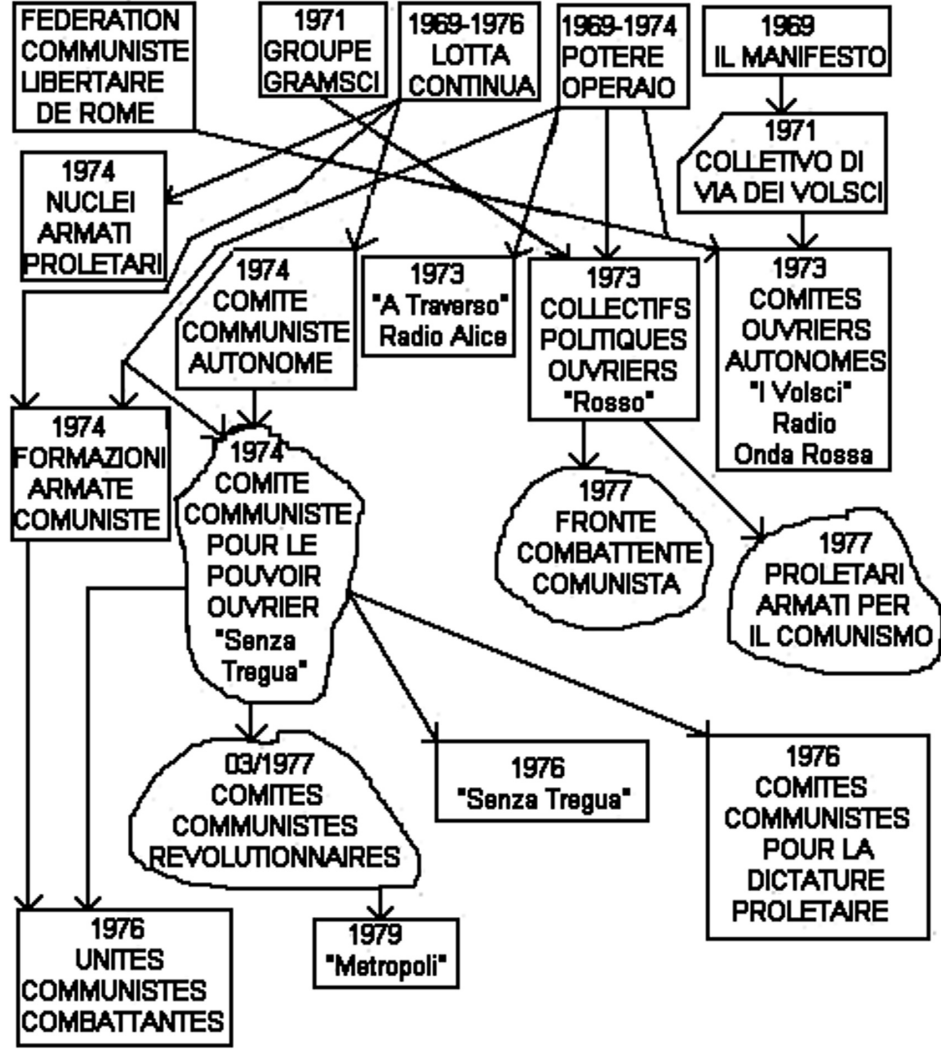 FEDERATION
COMMUNISTE
LIBERTAIRE
DE ROME
1971
GROUPE
GRAMSCI
1969-1976
LOTTA
CONTINUA
1969-1974
POTERE
OPERAIO
1969
IL MANIFESTO
1971
COLLETIVO DI
VIA DEI VOLSCI
1974
NUCLEI
ARMATI
PROLETARI
1974
COMITE
COMMUNISTE
AUTONOME
1973
"A Traverso"
Radio Alice
1973
COLLECTIFS
POLITIQUES
OUVRIERS
"Rosso"
1973
COMITES
OUVRIERS
AUTONOMES
"I Volsci"
Radio
Onda Rossa
1974
FORMAZIONI
ARMATE
COMUNISTE
1974
COMITE
COMMUNISTE
POUR LE
POUVOIR
OUVRIER
"Senza
Tregua"
1977
FRONTE
COMBATTENTE
COMUNISTA
1977
PROLETARI
ARMATI PER
IL COMUNISMO
03/1977
COMITES
COMMUNISTES
REVOLUTIONNAIRES
1976
"Senza Tregua"
1976
COMITES
COMMUNISTES
POUR LA
DICTATURE
PROLETAIRE
1976
UNITES
COMMUNISTES
COMBATTANTES
1979
"Metropoli"